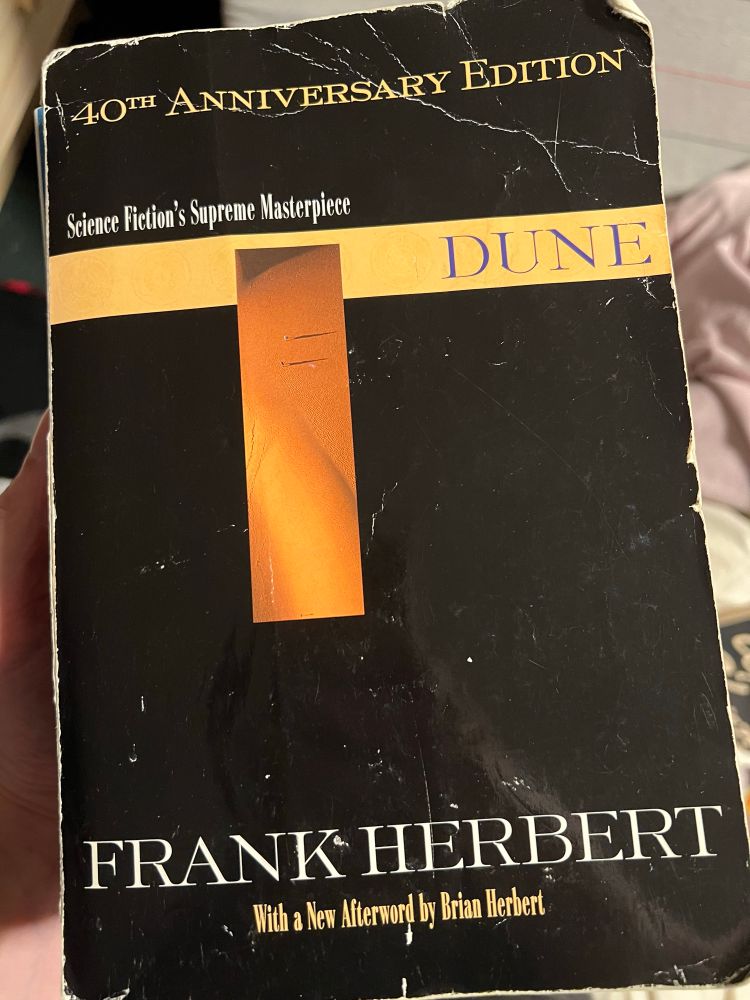 40TH ANNIVERSARY EDITION
Science Fiction's Supreme Masterpiece
DUNE
FRANK HERBERT
With a New Afterword by Brian Herbert